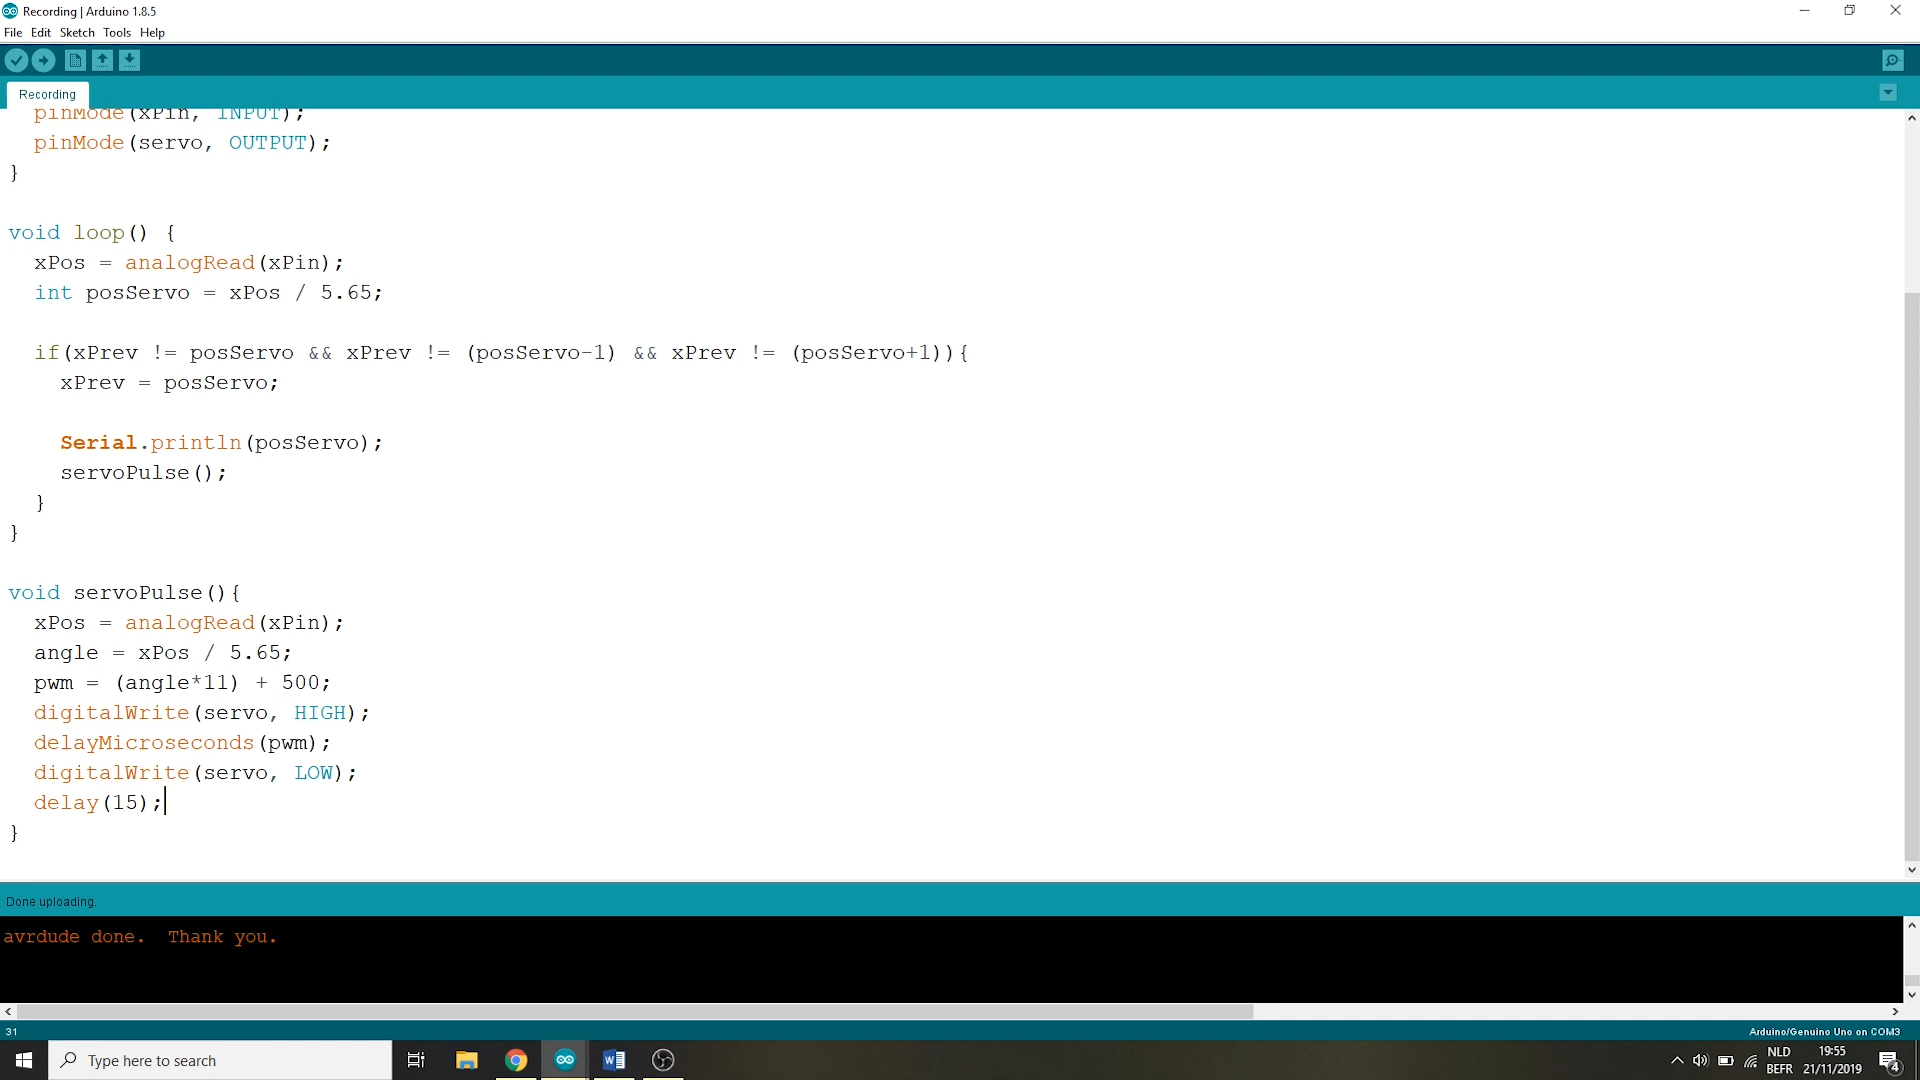 Recording | Arduino 1.8.5
File Edit Sketch Tools Help
Recording
pinMode(xPin, INPUT);
pinMode(servo, OUTPUT);
}
void loop() {
xPos = analogRead(xPin);
int posServo = xPos / 5.65;
if(xPrev != posServo && xPrev != (posServo-1) && xPrev != (posServo+1)){
xPrev = posServo;
Serial.println(posServo);
servoPulse();
}
}
void servoPulse(){
xPos = analogRead(xPin);
angle = xPos / 5.65;
pwm = (angle*11) + 500;
digitalWrite(servo, HIGH);
delayMicroseconds(pwm);
digitalWrite(servo, LOW);
delay(15);
}
Done uploading.
avrdude done.  Thank you.
31
Arduino/Genuino Uno on COM3
Type here to search
NLD
BEFR
19:55
21/11/2019
4